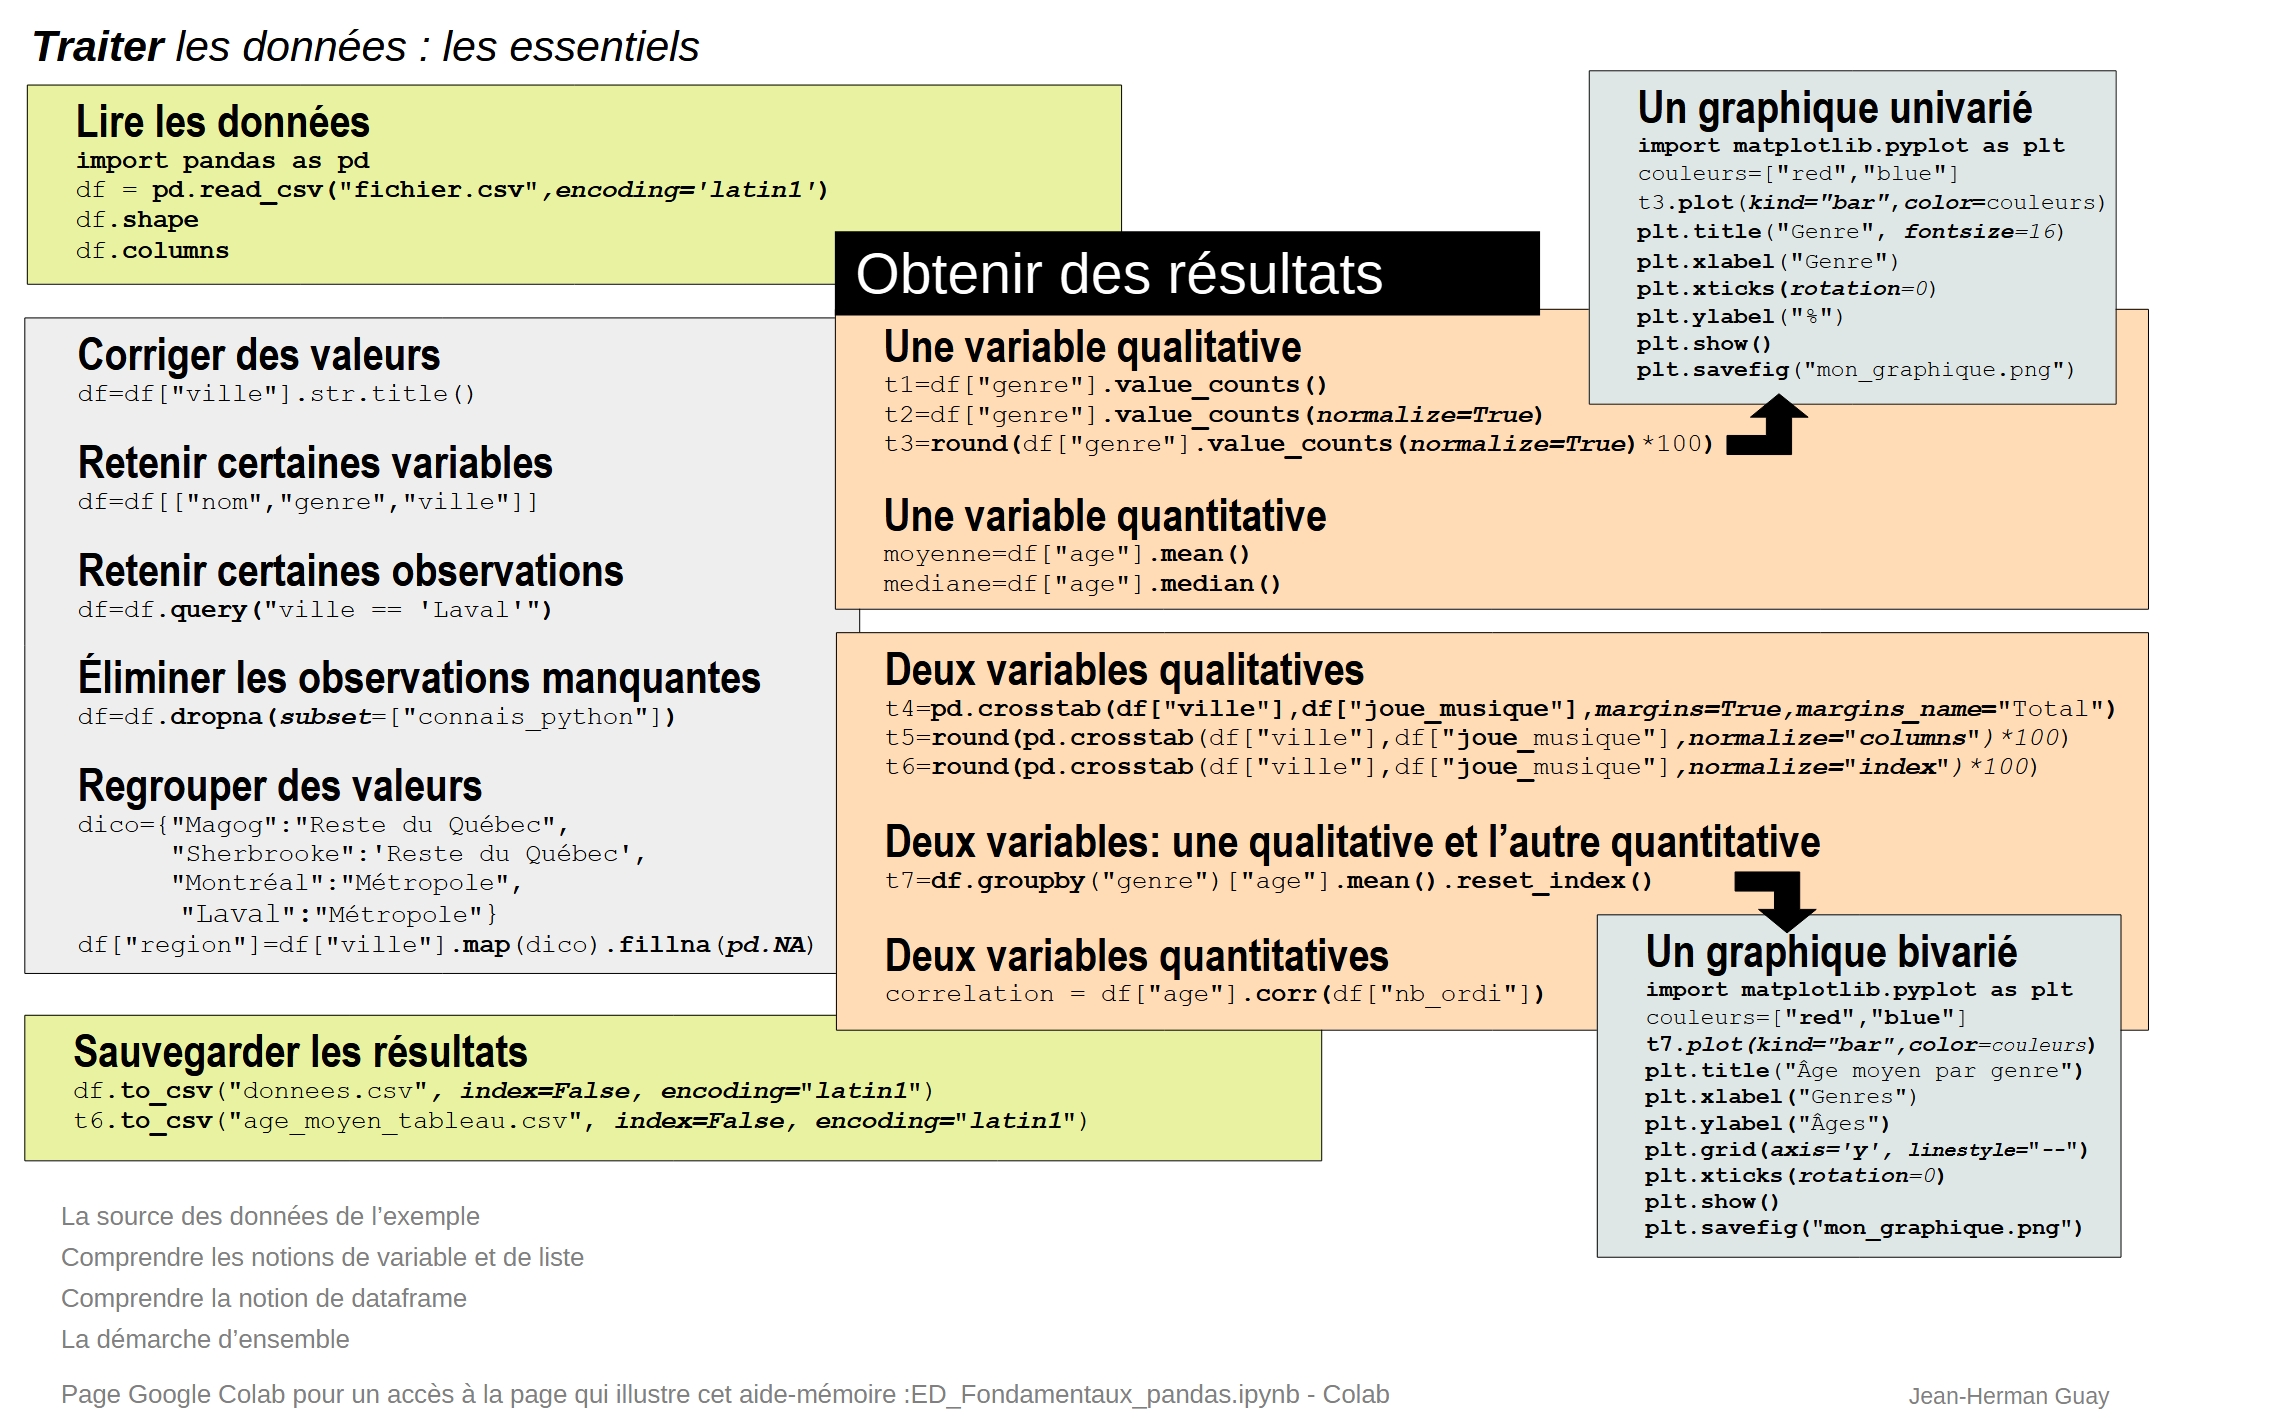 Traiter les données : les essentiels
Lire les données
import pandas as pd
df = pd.read_csv("fichier.csv",encoding='latin1')
df.shape
df.columns
Corriger des valeurs
df=df["ville"].str.title()
Retenir certaines variables
df=df[["nom","genre","ville"]]
Retenir certaines observations
df=df.query("ville == 'Laval'")
Éliminer les observations manquantes
df=df.dropna(subset=["connais_python"])
Regrouper des valeurs
dico={"Magog":"Reste du Québec",
"Sherbrooke":'Reste du Québec',
"Montréal":"Métropole",
"Laval":"Métropole"}
df["region"]=df["ville"].map(dico).fillna(pd.NA)
Sauvegarder les résultats
df.to_csv("donnees.csv", index=False, encoding="latin1")
t6.to_csv("age_moyen_tableau.csv", index=False, encoding="latin1")
Obtenir des résultats
Une variable qualitative
t1=df["genre"].value_counts()
t2=df["genre"].value_counts(normalize=True)
t3=round(df["genre"].value_counts(normalize=True)*100)
Une variable quantitative
moyenne=df["age"].mean()
mediane=df["age"].median()
Deux variables qualitatives
t4=pd.crosstab(df["ville"],df["joue_musique"],margins=True,margins_name="Total")
t5=round(pd.crosstab(df["ville"],df["joue_musique"],normalize="columns")*100)
t6=round(pd.crosstab(df["ville"],df["joue_musique"],normalize="index")*100)
Deux variables: une qualitative et l’autre quantitative
t7=df.groupby("genre")["age"].mean().reset_index()
Deux variables quantitatives
correlation = df["age"].corr(df["nb_ordi"])
Un graphique univarié
import matplotlib.pyplot as plt
couleurs=["red","blue"]
t3.plot(kind="bar",color=couleurs)
plt.title("Genre", fontsize=16)
plt.xlabel("Genre")
plt.xticks(rotation=0)
plt.ylabel("%")
plt.show()
plt.savefig("mon_graphique.png")
Un graphique bivarié
import matplotlib.pyplot as plt
couleurs=["red","blue"]
t7.plot(kind="bar",color=couleurs)
plt.title("Âge moyen par genre")
plt.xlabel("Genres")
plt.ylabel("Âges")
plt.grid(axis='y', linestyle="--")
plt.xticks(rotation=0)
plt.show()
plt.savefig("mon_graphique.png")
La source des données de l’exemple
Comprendre les notions de variable et de liste
Comprendre la notion de dataframe
La démarche d’ensemble
Page Google Colab pour un accès à la page qui illustre cet aide-mémoire :ED_Fondamentaux_pandas.ipynb - Colab
Jean-Herman Guay